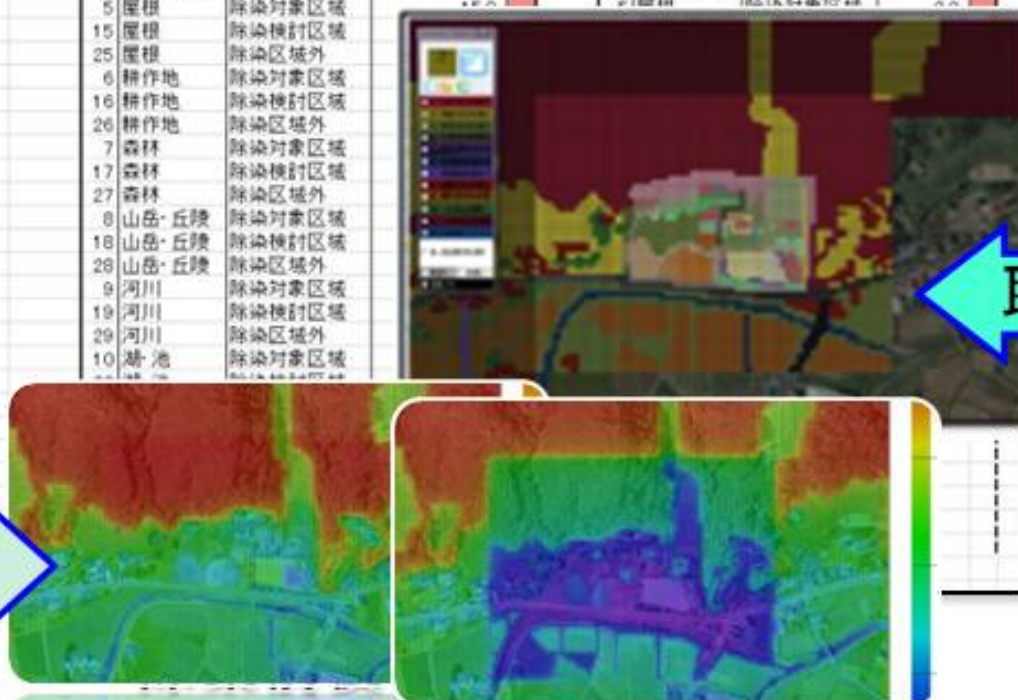 5 屋根 除染対象区域
15 屋根 除染検討区域
25 屋根 除染区域外
6 耕作地 除染対象区域
16 耕作地 除染検討区域
26 耕作地 除染区域外
7 森林 除染対象区域
17 森林 除染検討区域
27 森林 除染区域外
8 山岳・丘陵 除染対象区域
18 山岳・丘陵 除染検討区域
28 山岳・丘陵 除染区域外
9 河川 除染対象区域
19 河川 除染検討区域
29 河川 除染区域外
10 湖・池 除染対象区域